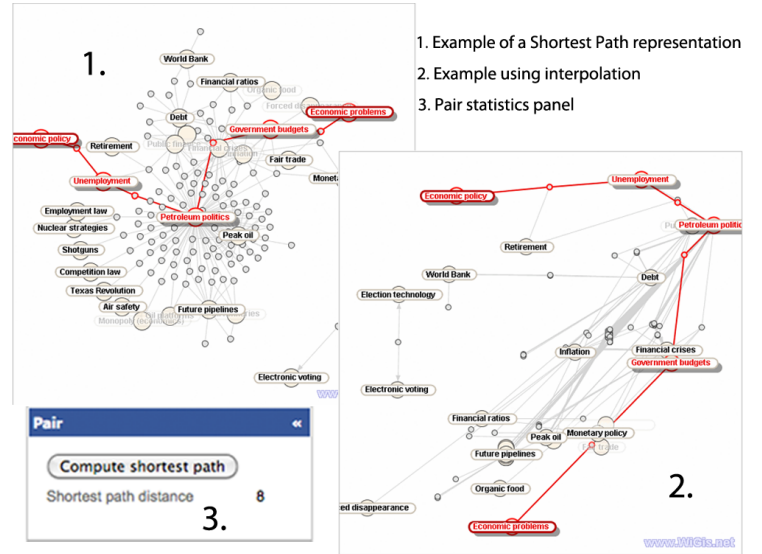 1. Example of a Shortest Path representation
2. Example using interpolation
3. Pair statistics panel
1.
World Bank
Financial ratios
Organic food
Economic problems
Debt
Government budgets
conomic policy
Retirement
Fair trade
Moneta
Unemployment
Employment law
Petroleum politics
Nuclear strategies
Peak oil
Shotguns
Competition law
Texas Revolution
Air safety
Future pipelines
Monopoly (economics)
Electronic voting
ww
Unemployment
Economic policy
Petroleum politic
Retirement
World Bank
Debt
Election technology
Inflation
Financial crises
Government budgets
Electronic voting
Financial ratios
Peak oil
Monetary policy
Future pipelines
Organic food
ced disappearance
Economic problems
2.
www.WiGis.net
Pair «
Compute shortest path
Shortest path distance 8
3.